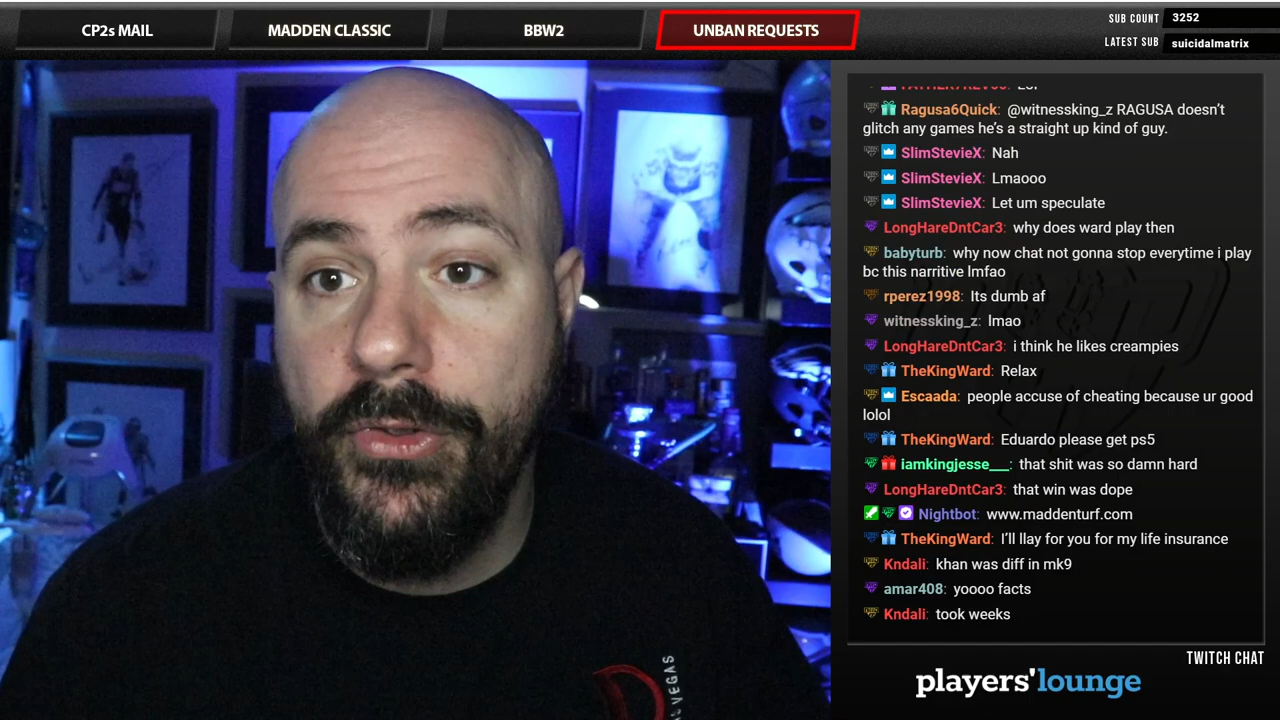 CP2s MAIL
MADDEN CLASSIC
BBW2
UNBAN REQUESTS
SUB COUNT 3252
LATEST SUB suicidalmatrix
Ragusa6Quick: @witnessking_z RAGUSA doesn't
glitch any games he's a straight up kind of guy.
SlimStevieX: Nah
SlimStevieX: Lmaooo
SlimStevieX: Let um speculate
LongHareDntCar3: why does ward play then
babyturb: why now chat not gonna stop everytime i play
bc this narritive lmfao
rperez1998: Its dumb af
witnessking_z: lmao
LongHareDntCar3: i think he likes creampies
TheKingWard: Relax
Escaada: people accuse of cheating because ur good
lolol
TheKingWard: Eduardo please get ps5
iamkingjesse___: that shit was so damn hard
LongHareDntCar3: that win was dope
Nightbot: www.maddenturf.com
TheKingWard: I'll llay for you for my life insurance
Kndali: khan was diff in mk9
amar408: yoooo facts
Kndali: took weeks
TWITCH CHAT
players'lounge
VEGAS